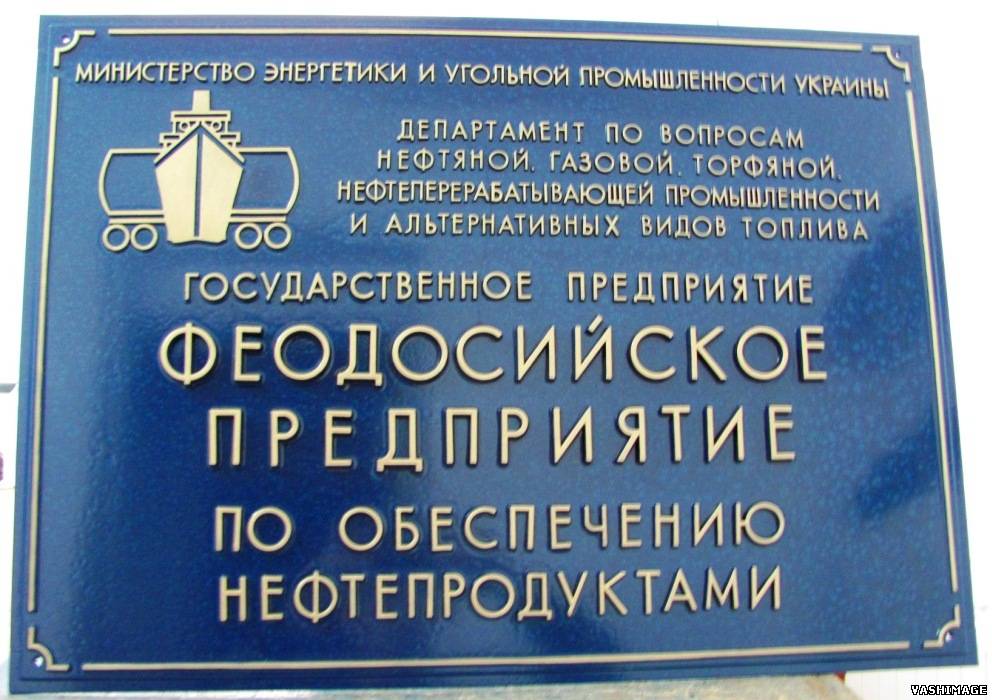 МИНИСТЕРСТВО ЭНЕРГЕТИКИ И УГОЛЬНОЙ ПРОМЫШЛЕННОСТИ УКРАИНЫ
ДЕПАРТАМЕНТ ПО ВОПРОСАМ
НЕФТЯНОЙ, ГАЗОВОЙ, ТОРФЯНОЙ,
НЕФТЕПЕРЕРАБАТЫВАЮЩЕЙ ПРОМЫШЛЕННОСТИ
И АЛЬТЕРНАТИВНЫХ ВИДОВ ТОПЛИВА
ГОСУДАРСТВЕННОЕ ПРЕДПРИЯТИЕ
ФЕОДОСИЙСКОЕ
ПРЕДПРИЯТИЕ
ПО ОБЕСПЕЧЕНИЮ
НЕФТЕПРОДУКТАМИ
YASHIMAGE